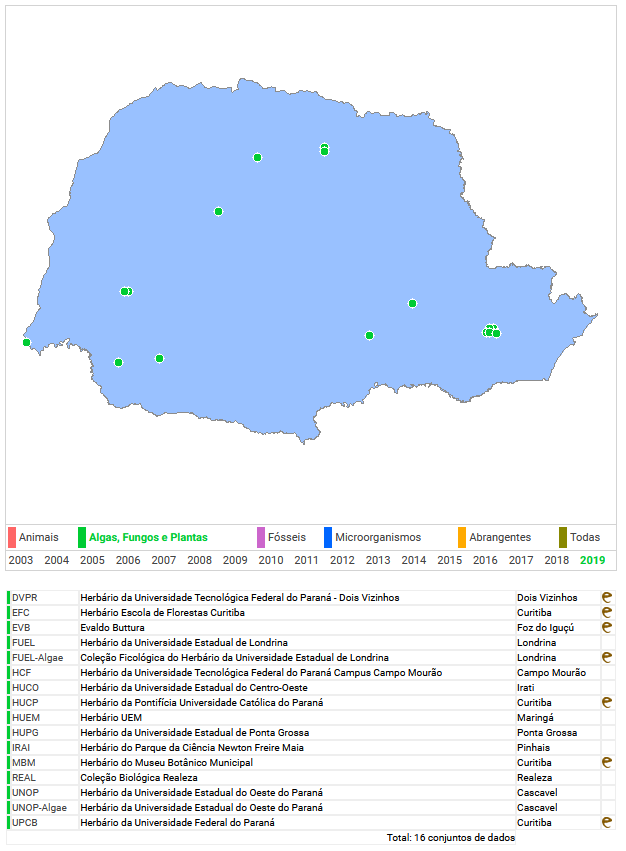 Animais Algas, Fungos e Plantas Fósseis Microorganismos Abrangentes Todas
2003 2004 2005 2006 2007 2008 2009 2010 2011 2012 2013 2014 2015 2016 2017 2018 2019
DVPR Herbário da Universidade Tecnológica Federal do Paraná - Dois Vizinhos Dois Vizinhos e
EFC Herbário Escola de Florestas Curitiba Curitiba e
EVB Evaldo Buttura Foz do Iguçú e
FUEL Herbário da Universidade Estadual de Londrina Londrina
FUEL-Algae Coleção Ficológica do Herbário da Universidade Estadual de Londrina Londrina e
HCF Herbário da Universidade Tecnológica Federal do Paraná Campus Campo Mourão Campo Mourão
HUCO Herbário da Universidade Estadual do Centro-Oeste Irati
HUCP Herbário da Pontifícia Universidade Católica do Paraná Curitiba e
HUEM Herbário UEM Maringá
HUPG Herbário da Universidade Estadual de Ponta Grossa Ponta Grossa
IRAI Herbário do Parque da Ciência Newton Freire Maia Pinhais
MBM Herbário do Museu Botânico Municipal Curitiba e
REAL Coleção Biológica Realeza Realeza
UNOP Herbário da Universidade Estadual do Oeste do Paraná Cascavel
UNOP-Algae Herbário da Universidade Estadual do Oeste do Paraná Cascavel
UPCB Herbário da Universidade Federal do Paraná Curitiba e
Total: 16 conjuntos de dados